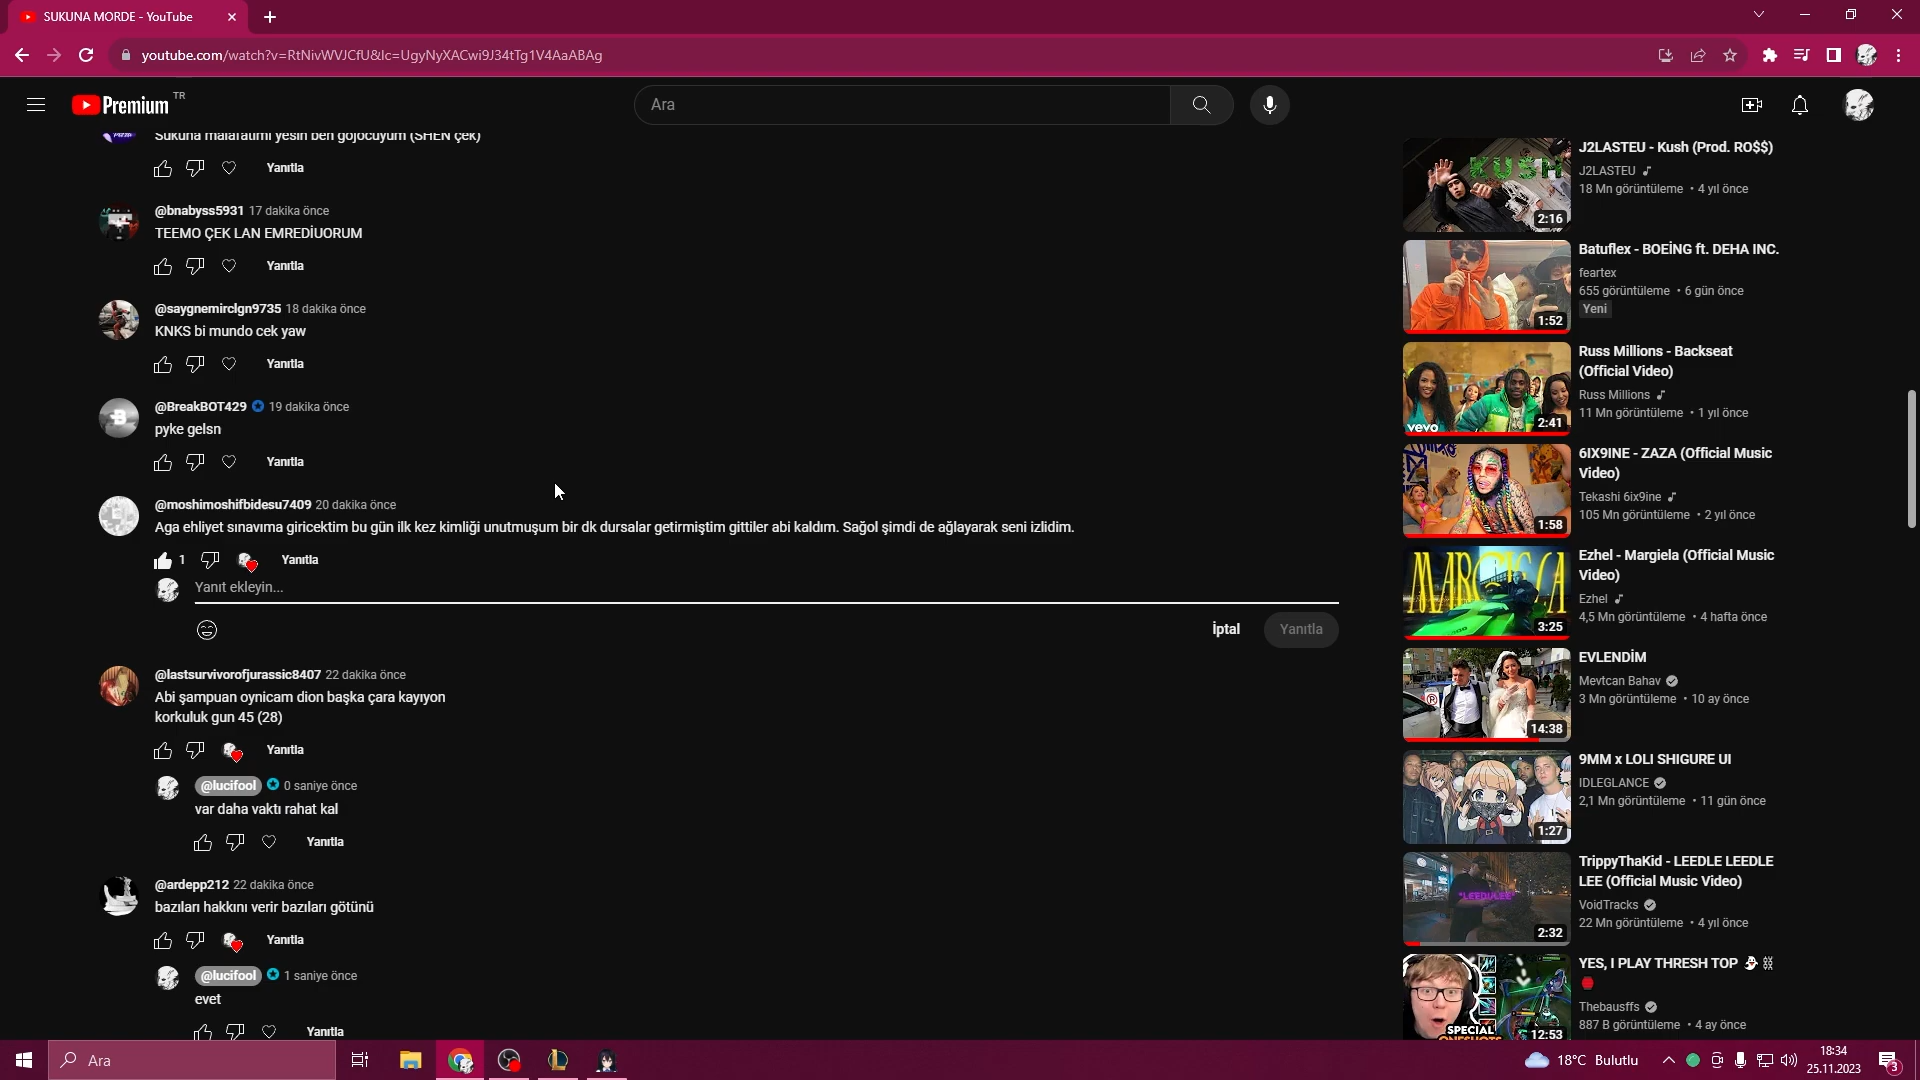 SUKUNA MORDE - YouTube
youtube.com/watch?v=RtNivWVJCfU&lc=UgyNyXACwi9J34tTg1V4AaABAg
Premium TR
Ara
Sukuna malafatımı yesin ben gojocuyum (SHEN çek)
Yanıtla
@bnabyss5931 17 dakika önce
TEEMO ÇEK LAN EMREDİUORUM
Yanıtla
@saygnemirclgn9735 18 dakika önce
KNKS bi mundo cek yaw
Yanıtla
@BreakBOT429 19 dakika önce
pyke gelsn
Yanıtla
@moshimoshifbidesu7409 20 dakika önce
Aga ehliyet sınavıma giricektim bu gün ilk kez kimliği unutmuşum bir dk dursalar getirmiştim gittiler abi kaldım. Sağol şimdi de ağlayarak seni izlidim.
1 Yanıtla
Yanıt ekleyin...
İptal Yanıtla
@lastsurvivorofjurassic8407 22 dakika önce
Abi şampuan oynicam dion başka çara kayıyon
korkuluk gun 45 (28)
Yanıtla
@lucifool 0 saniye önce
var daha vaktı rahat kal
Yanıtla
@ardepp212 22 dakika önce
bazıları hakkını verir bazıları götünü
Yanıtla
@lucifool 1 saniye önce
evet
Yanıtla
KUSH
2:16
J2LASTEU - Kush (Prod. RO$$)
J2LASTEU
18 Mn görüntüleme • 4 yıl önce
1:52
Batuflex - BOEİNG ft. DEHA INC.
feartex
655 görüntüleme • 6 gün önce
Yeni
vevo
2:41
Russ Millions - Backseat
(Official Video)
Russ Millions
11 Mn görüntüleme • 1 yıl önce
1:58
6IX9INE - ZAZA (Official Music
Video)
Tekashi 6ix9ine
105 Mn görüntüleme • 2 yıl önce
3:25
Ezhel - Margiela (Official Music
Video)
Ezhel
4,5 Mn görüntüleme • 4 hafta önce
14:38
EVLENDİM
Mevtcan Bahav
3 Mn görüntüleme • 10 ay önce
1:27
9MM x LOLI SHIGURE UI
IDLEGLANCE
2,1 Mn görüntüleme • 11 gün önce
2:32
TrippyThaKid - LEEDLE LEEDLE
LEE (Official Music Video)
VoidTracks
22 Mn görüntüleme • 4 yıl önce
SPECIAL
ONESHOTS
12:53
YES, I PLAY THRESH TOP 👻⛓
🛑
Thebausffs
887 B görüntüleme • 4 ay önce
Ara
18°C Bulutlu
18:34
25.11.2023
3